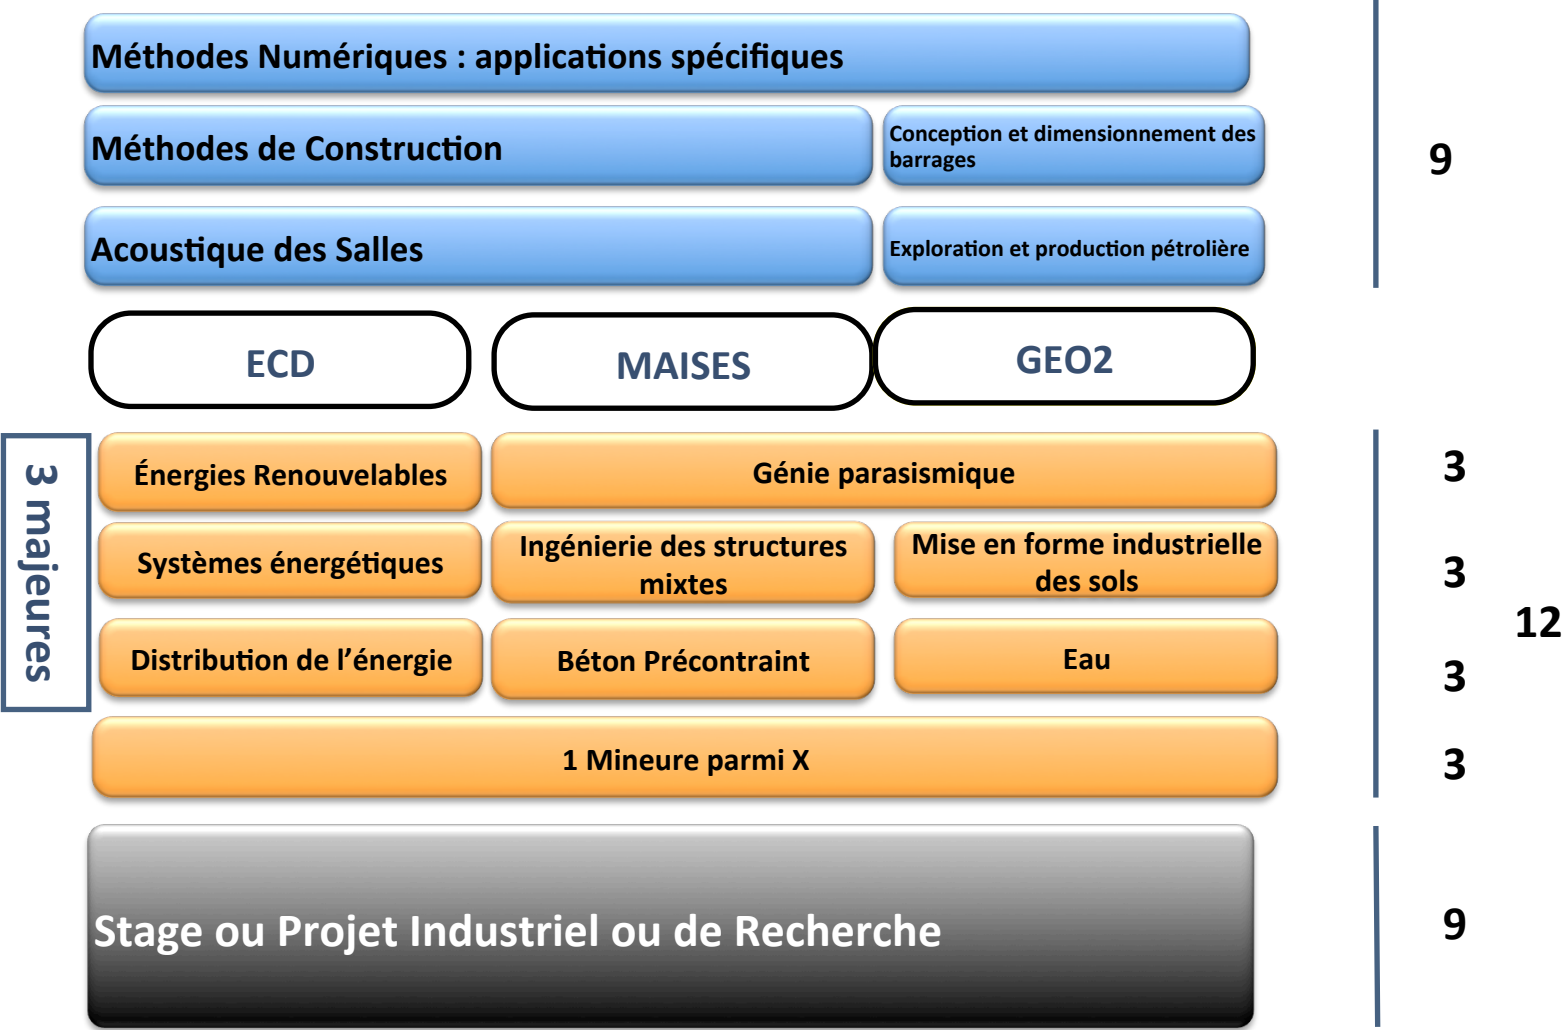 Méthodes Numériques : applications spécifiques
Méthodes de Construction
Conception et dimensionnement des
barrages
9
Acoustique des Salles
Exploration et production pétrolière
ECD
MAISES
GEO2
3 majeures
Énergies Renouvelables
Génie parasismique
3
Systèmes énergétiques
Ingénierie des structures
mixtes
Mise en forme industrielle
des sols
3
12
Distribution de l’énergie
Béton Précontraint
Eau
3
1 Mineure parmi X
3
Stage ou Projet Industriel ou de Recherche
9